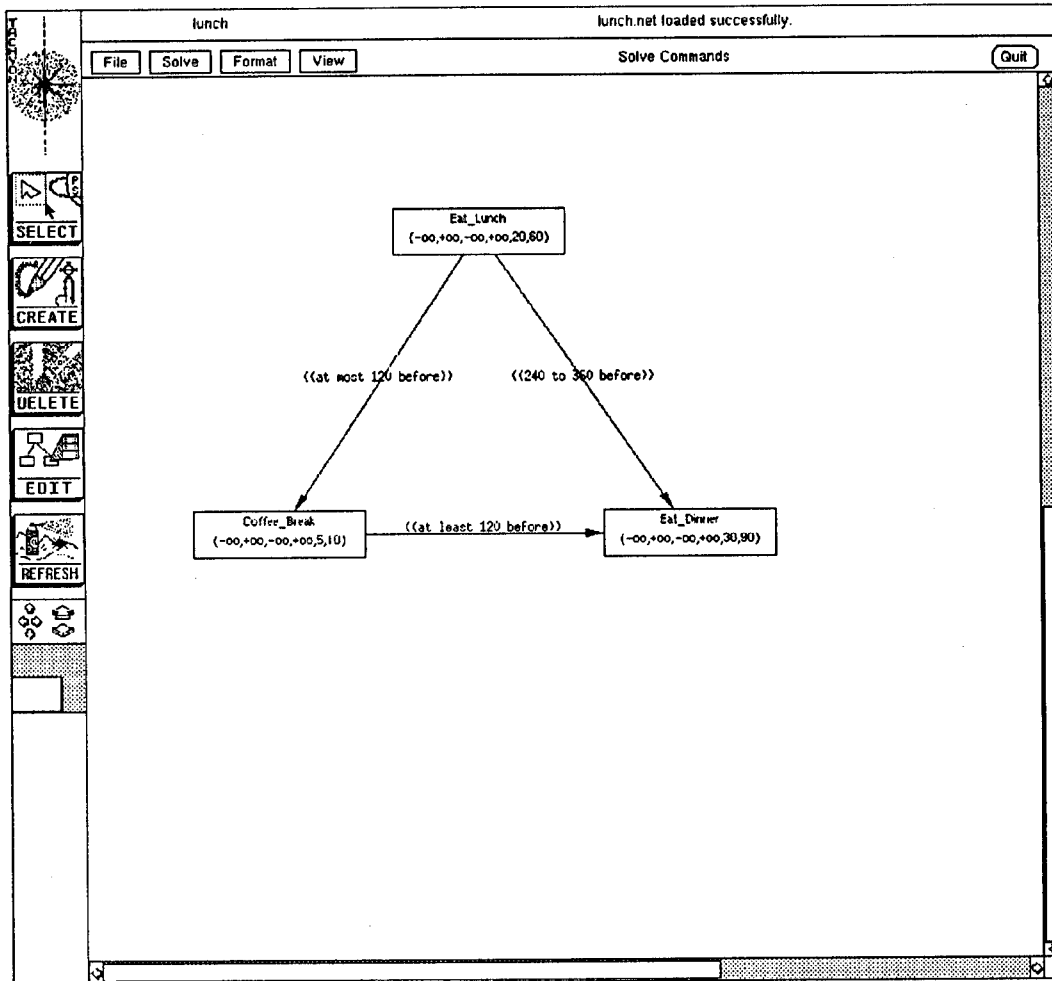 TACHYON
lunch
lunch.net loaded successfully.
File
Solve
Format
View
Solve Commands
Quit
SELECT
CREATE
DELETE
EDIT
REFRESH
Eat_Lunch
(-oo,+oo,-oo,+oo,20,60)
((at most 120 before))
((240 to 360 before))
Coffee_Break
(-oo,+oo,-oo,+oo,5,10)
((at least 120 before))
Eat_Dinner
(-oo,+oo,-oo,+oo,30,90)